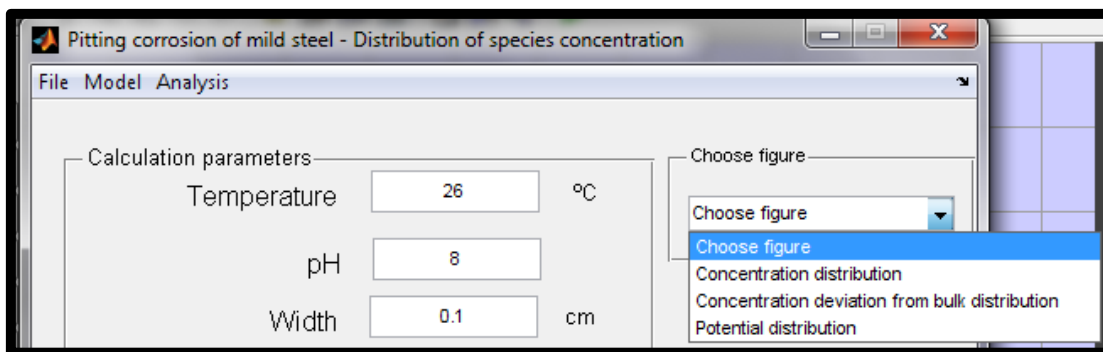 Pitting corrosion of mild steel - Distribution of species concentration
File Model Analysis
Calculation parameters
Temperature 26 ºC
pH 8
Width 0.1 cm
Choose figure
Choose figure
Choose figure
Concentration distribution
Concentration deviation from bulk distribution
Potential distribution